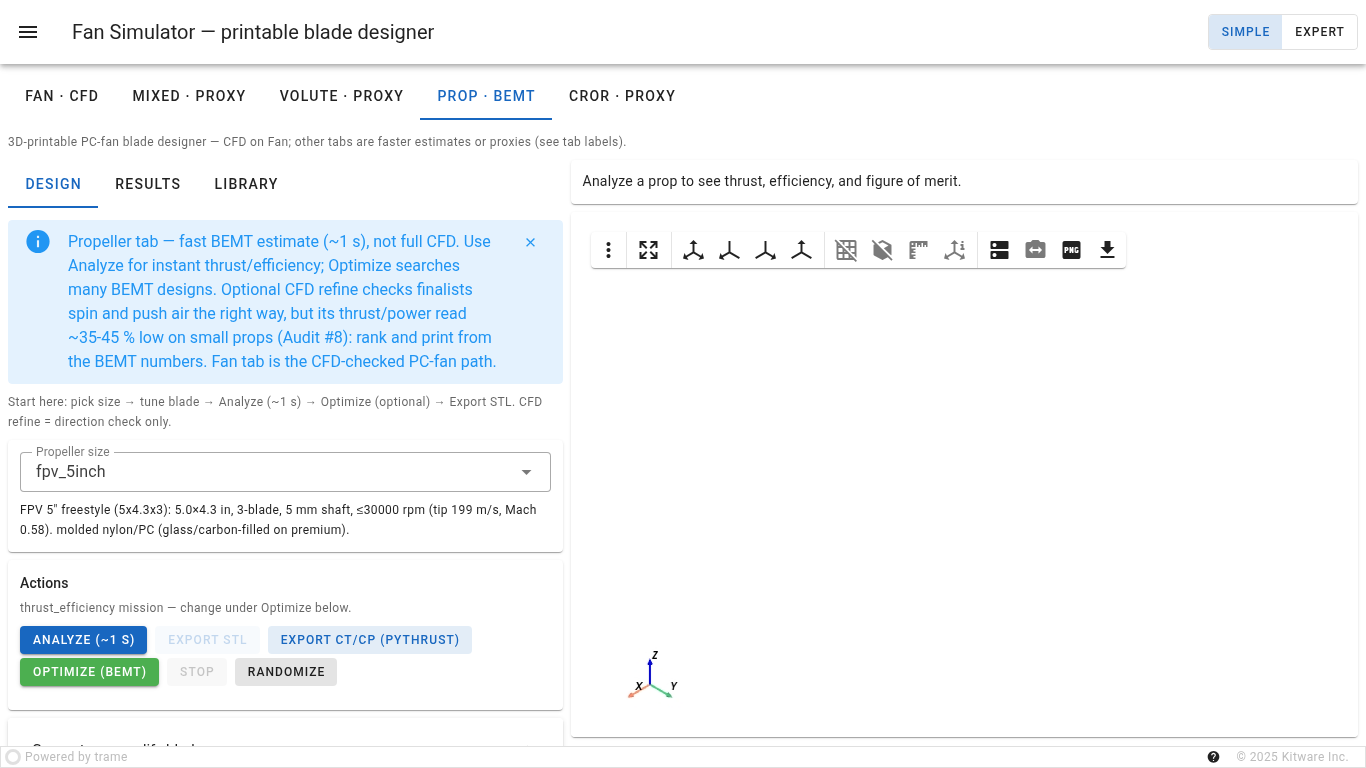 Fan Simulator — printable blade designer
SIMPLE
EXPERT
FAN · CFD
MIXED · PROXY
VOLUTE · PROXY
PROP · BEMT
CROR · PROXY
3D-printable PC-fan blade designer — CFD on Fan; other tabs are faster estimates or proxies (see tab labels).
DESIGN
RESULTS
LIBRARY
Analyze a prop to see thrust, efficiency, and figure of merit.
Propeller tab — fast BEMT estimate (~1 s), not full CFD. Use
Analyze for instant thrust/efficiency; Optimize searches
many BEMT designs. Optional CFD refine checks finalists
spin and push air the right way, but its thrust/power read
~35-45 % low on small props (Audit #8): rank and print from
the BEMT numbers. Fan tab is the CFD-checked PC-fan path.
PNG
Start here: pick size → tune blade → Analyze (~1 s) → Optimize (optional) → Export STL. CFD
refine = direction check only.
Propeller size
fpv_5inch
FPV 5" freestyle (5x4.3x3): 5.0×4.3 in, 3-blade, 5 mm shaft, ≤30000 rpm (tip 199 m/s, Mach
0.58). molded nylon/PC (glass/carbon-filled on premium).
Actions
thrust_efficiency mission — change under Optimize below.
ANALYZE (~1 S)
EXPORT STL
EXPORT CT/CP (PYTHRUST)
OPTIMIZE (BEMT)
STOP
RANDOMIZE
Z
X
Y
Powered by trame
© 2025 Kitware Inc.